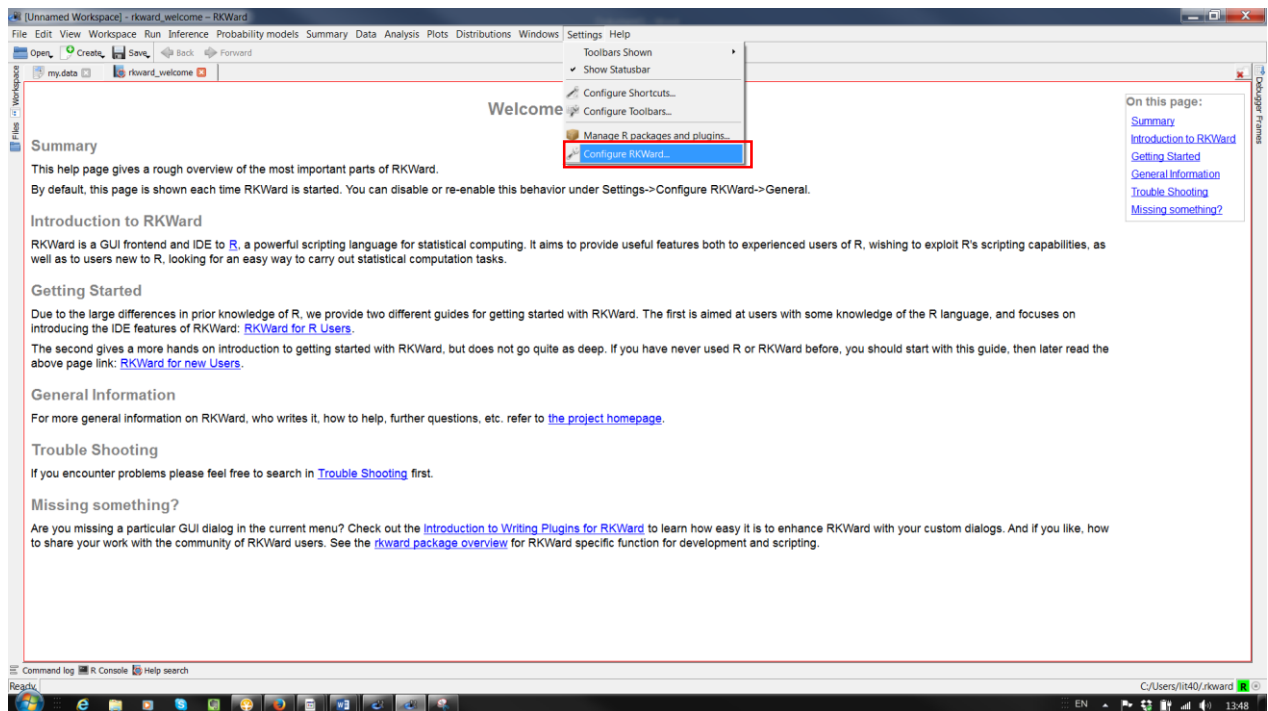 [Unnamed Workspace] - rkward_welcome – RKWard
File Edit View Workspace Run Inference Probability models Summary Data Analysis Plots Distributions Windows Settings Help
Open Create Save Back Forward
Toolbars Shown
Show Statusbar
Configure Shortcuts...
Configure Toolbars...
Manage R packages and plugins...
Configure RKWard...
my.data rkward_welcome
Workspace
Files
Debugger Frames
Welcome
On this page:
Summary
Introduction to RKWard
Getting Started
General Information
Trouble Shooting
Missing something?
Summary
This help page gives a rough overview of the most important parts of RKWard.
By default, this page is shown each time RKWard is started. You can disable or re-enable this behavior under Settings->Configure RKWard->General.
Introduction to RKWard
RKWard is a GUI frontend and IDE to R, a powerful scripting language for statistical computing. It aims to provide useful features both to experienced users of R, wishing to exploit R's scripting capabilities, as
well as to users new to R, looking for an easy way to carry out statistical computation tasks.
Getting Started
Due to the large differences in prior knowledge of R, we provide two different guides for getting started with RKWard. The first is aimed at users with some knowledge of the R language, and focuses on
introducing the IDE features of RKWard: RKWard for R Users.
The second gives a more hands on introduction to getting started with RKWard, but does not go quite as deep. If you have never used R or RKWard before, you should start with this guide, then later read the
above page link: RKWard for new Users.
General Information
For more general information on RKWard, who writes it, how to help, further questions, etc. refer to the project homepage.
Trouble Shooting
If you encounter problems please feel free to search in Trouble Shooting first.
Missing something?
Are you missing a particular GUI dialog in the current menu? Check out the Introduction to Writing Plugins for RKWard to learn how easy it is to enhance RKWard with your custom dialogs. And if you like, how
to share your work with the community of RKWard users. See the rkward package overview for RKWard specific function for development and scripting.
Command log R Console Help search
Ready. C:/Users/lit40/.rkward R
EN 13:48